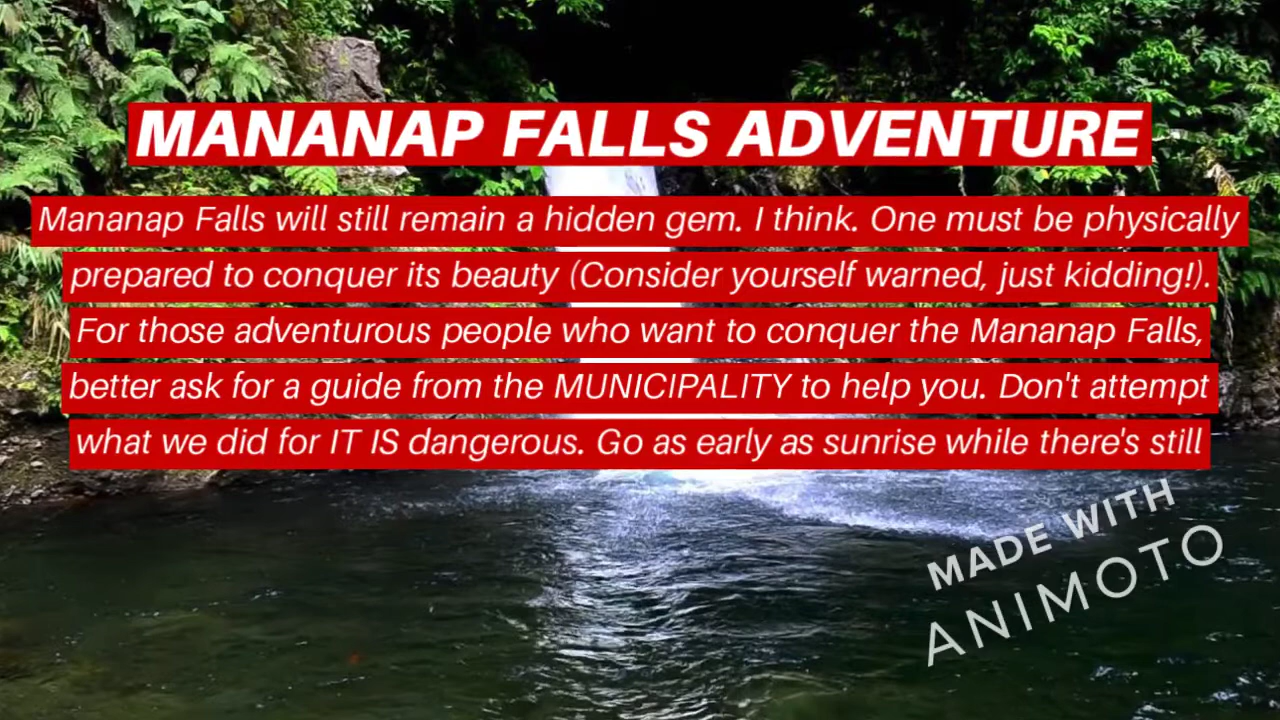 MANANAP FALLS ADVENTURE
Mananap Falls will still remain a hidden gem. I think. One must be physically
prepared to conquer its beauty (Consider yourself warned, just kidding!).
For those adventurous people who want to conquer the Mananap Falls,
better ask for a guide from the MUNICIPALITY to help you. Don't attempt
what we did for IT IS dangerous. Go as early as sunrise while there's still
MADE WITH
ANIMOTO